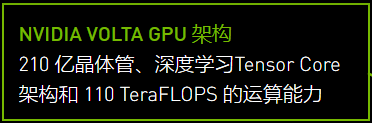 NVIDIA VOLTA GPU 架构
210 亿晶体管、深度学习Tensor Core
架构和 110 TeraFLOPS 的运算能力